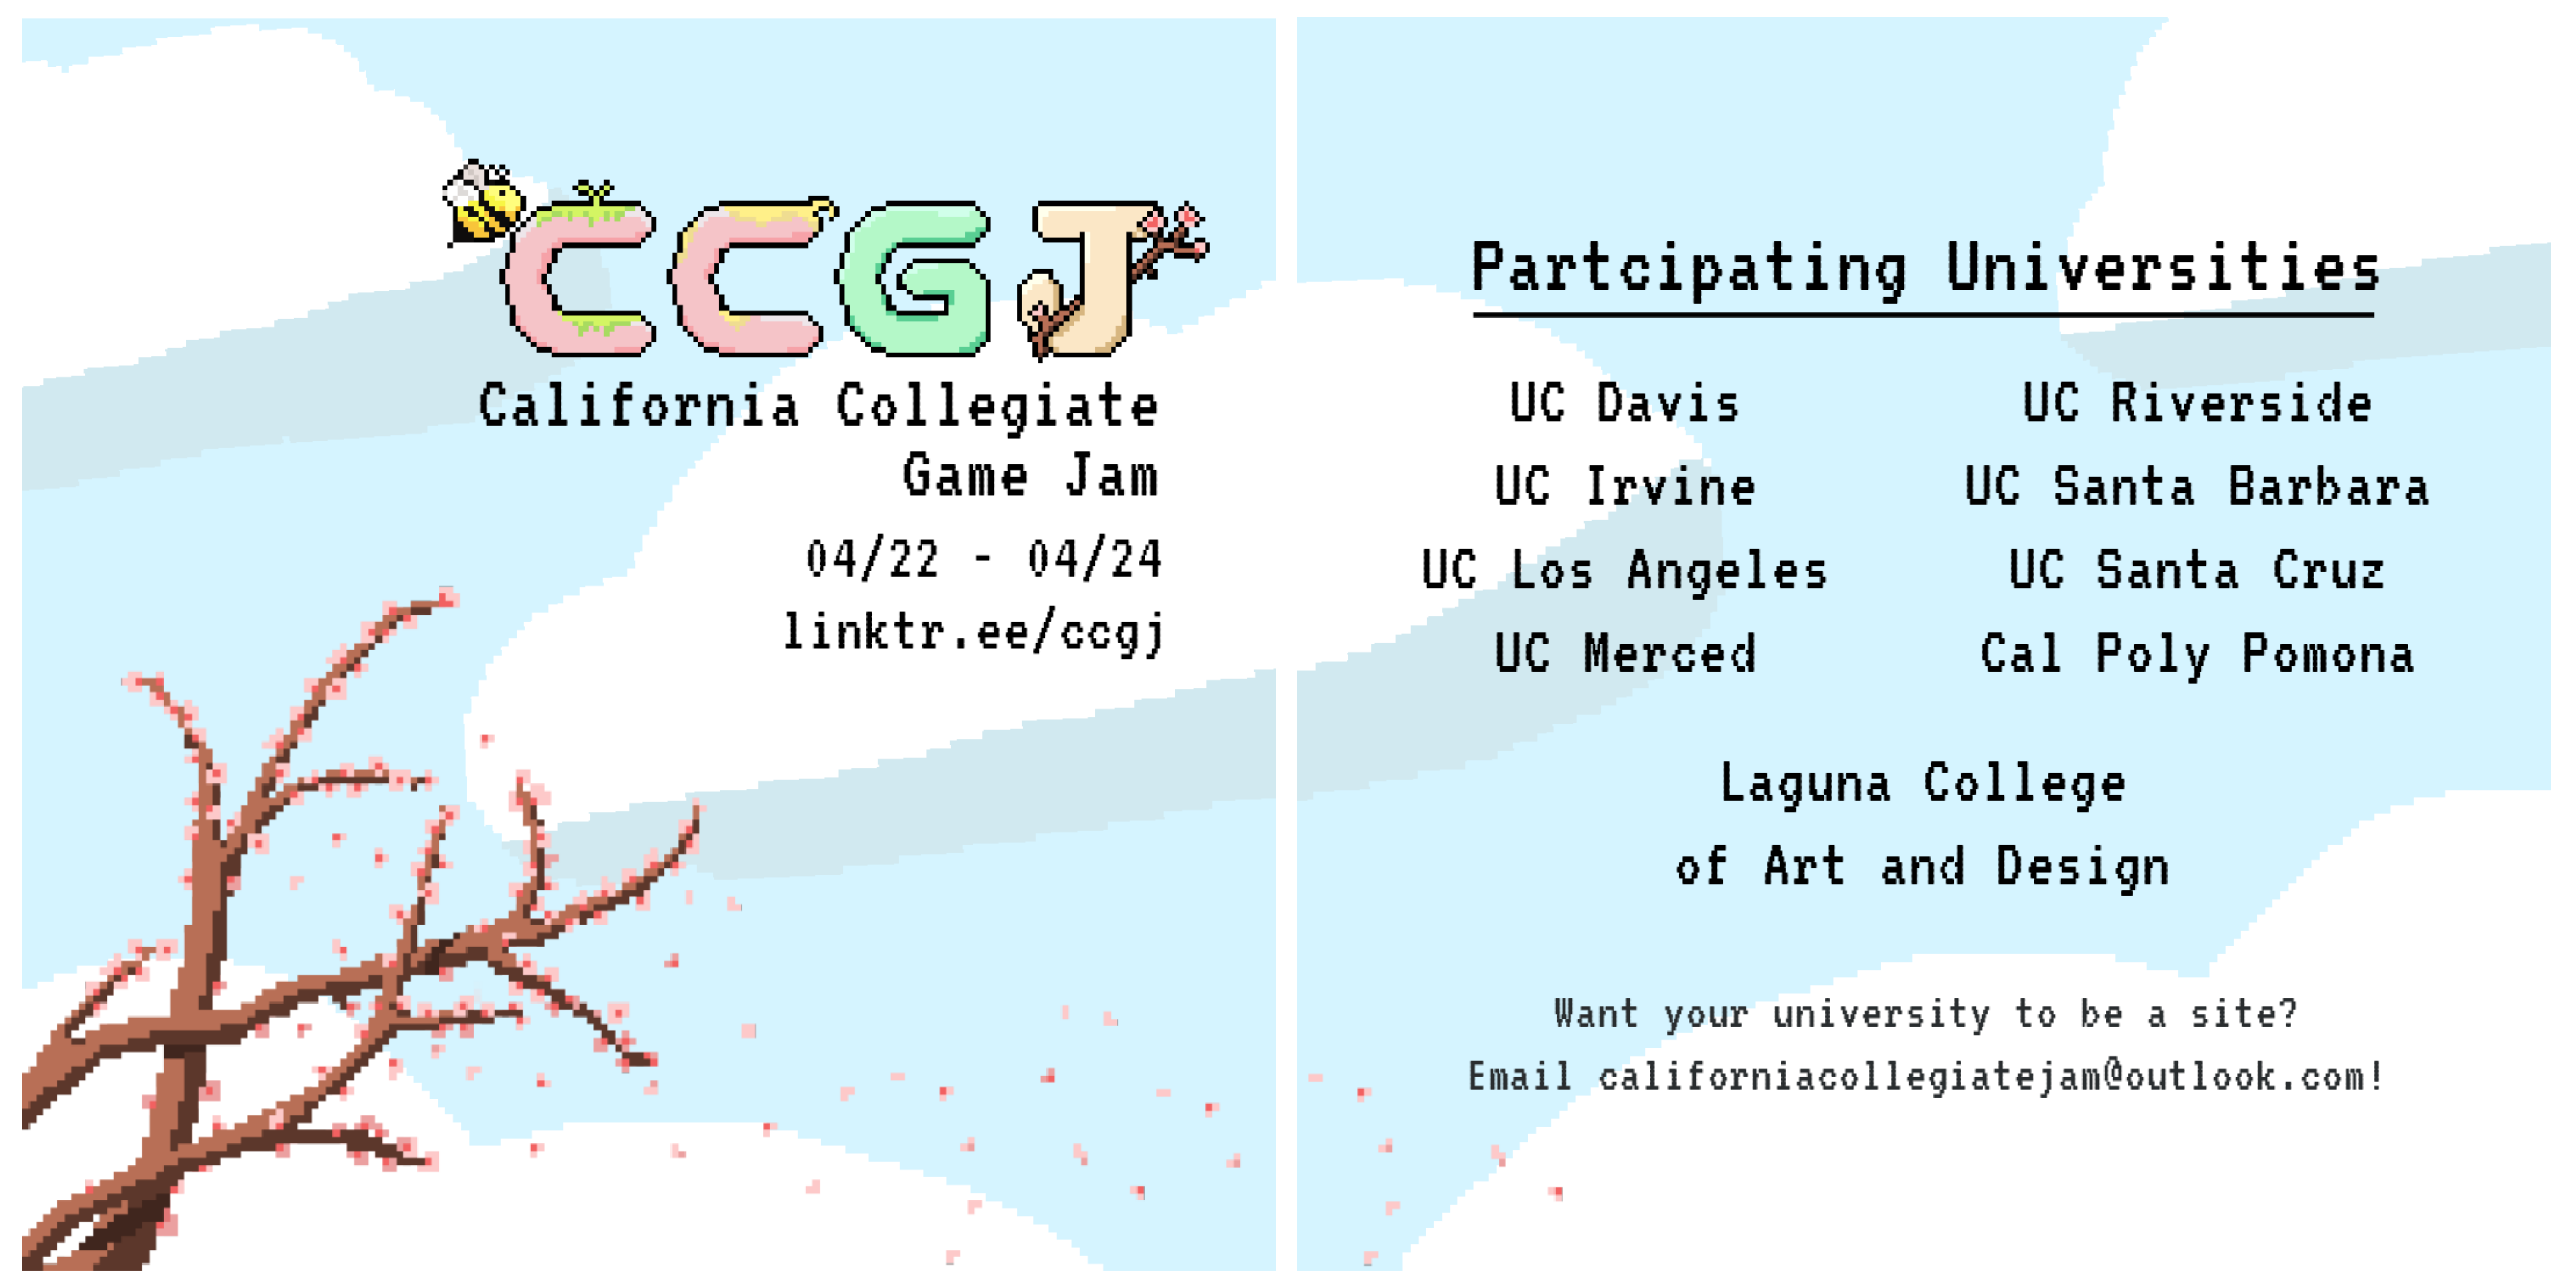 CCGJ
California Collegiate
Game Jam
04/22 - 04/24
linktr.ee/ccgj
Partcipating Universities
UC Davis
UC Riverside
UC Irvine
UC Santa Barbara
UC Los Angeles
UC Santa Cruz
UC Merced
Cal Poly Pomona
Laguna College
of Art and Design
Want your university to be a site?
Email californiacollegiatejam@outlook.com!